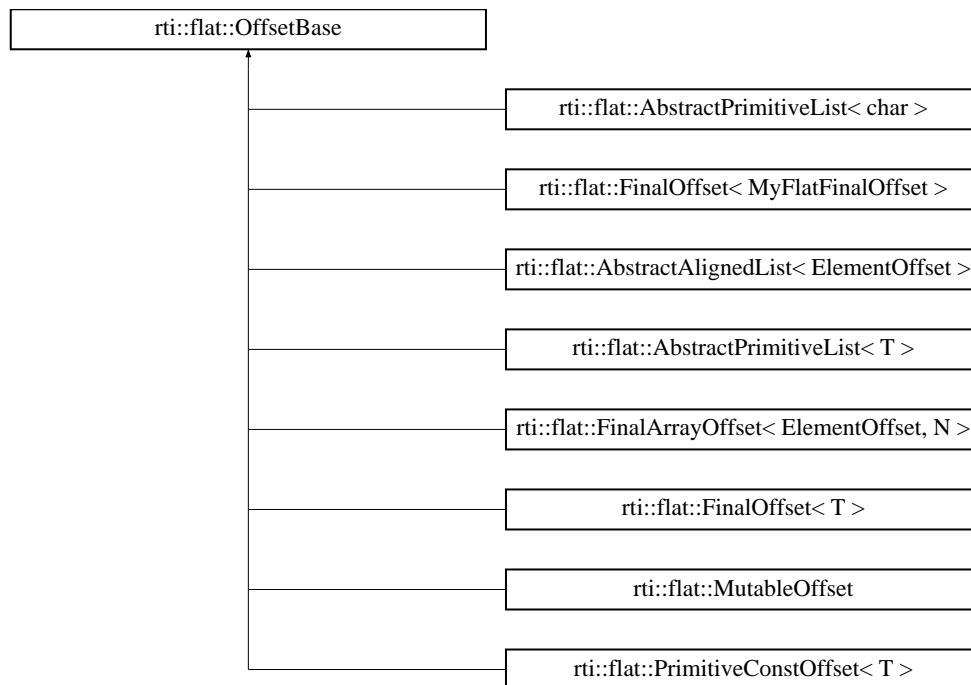 rti::flat::OffsetBase
rti::flat::AbstractPrimitiveList< char >
rti::flat::FinalOffset< MyFlatFinalOffset >
rti::flat::AbstractAlignedList< ElementOffset >
rti::flat::AbstractPrimitiveList< T >
rti::flat::FinalArrayOffset< ElementOffset, N >
rti::flat::FinalOffset< T >
rti::flat::MutableOffset
rti::flat::PrimitiveConstOffset< T >